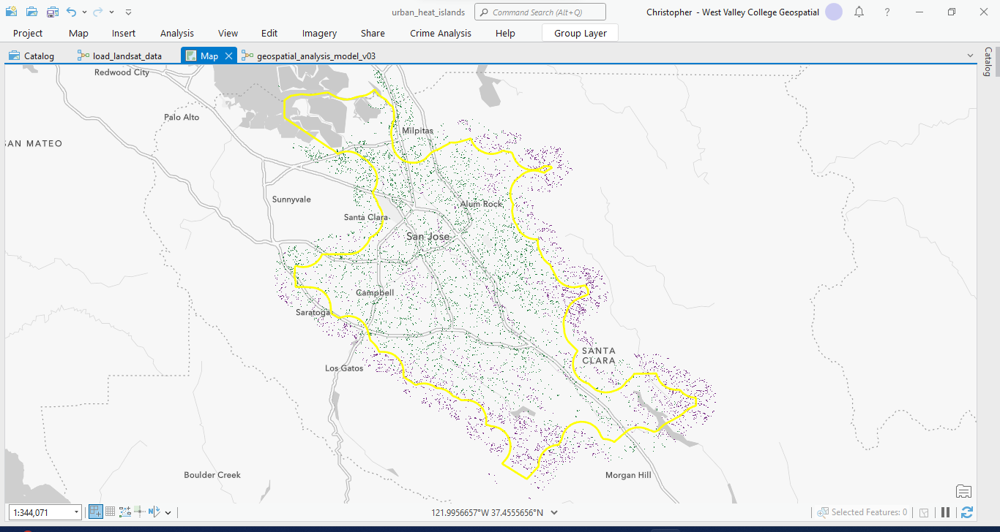 urban_heat_islands
Command Search (Alt+Q)
Christopher - West Valley College Geospatial
?
Project
Map
Insert
Analysis
View
Edit
Imagery
Share
Crime Analysis
Help
Group Layer
Catalog
load_landsat_data
Map
geospatial_analysis_model_v03
Catalog
Redwood City
Palo Alto
Milpitas
SAN MATEO
Sunnyvale
Alum Rock
Santa Clara
San Jose
Campbell
Saratoga
SANTA
CLARA
Los Gatos
Boulder Creek
Morgan Hill
1:344,071
N
121.9956657°W 37.4555656°N
Selected Features: 0